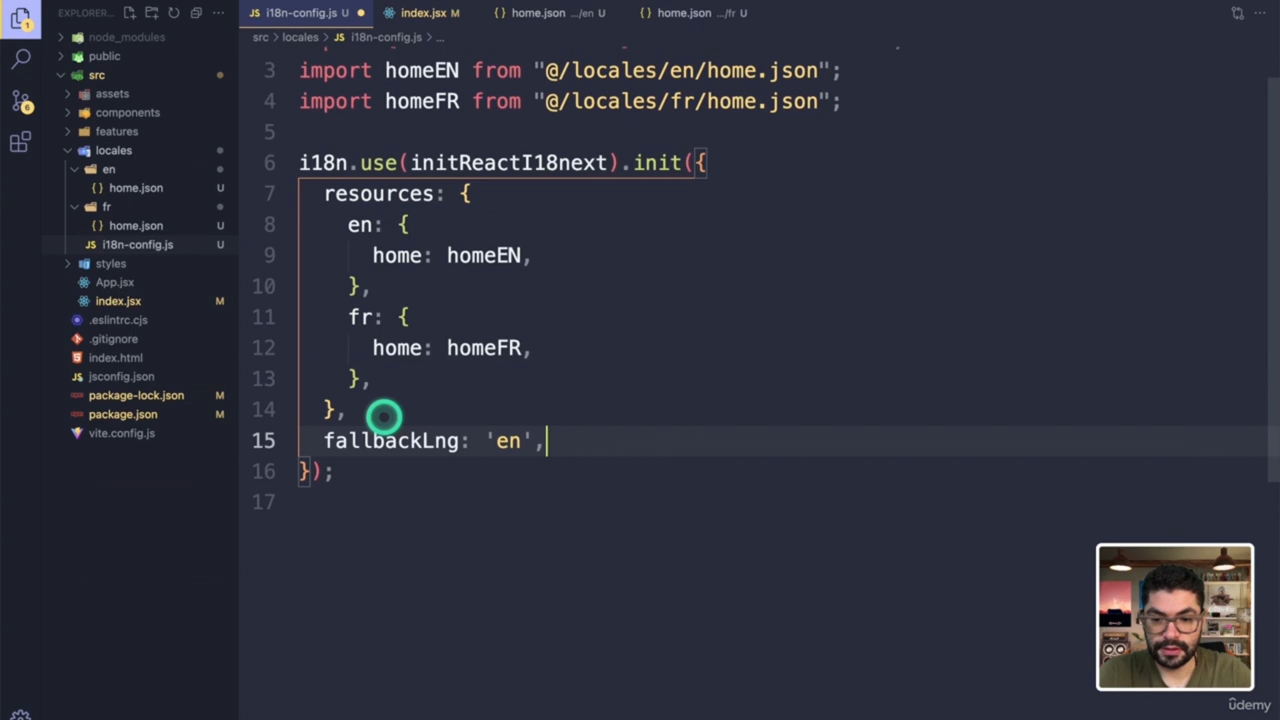 1
EXPLORER...
JS i18n-config.js U
index.jsx M
{} home.json .../en U
{} home.json .../fr U
node_modules
public
src
assets
components
features
locales
en
{} home.json U
fr
{} home.json U
JS i18n-config.js U
styles
App.jsx
index.jsx M
.eslintrc.cjs
.gitignore
index.html
jsconfig.json
package-lock.json M
package.json M
vite.config.js
6
src > locales > JS i18n-config.js > ...
3 import homeEN from "@/locales/en/home.json";
4 import homeFR from "@/locales/fr/home.json";
5
6 i18n.use(initReactI18next).init({
7 resources: {
8 en: {
9 home: homeEN,
10 },
11 fr: {
12 home: homeFR,
13 },
14 },
15 fallbackLng: 'en',
16 });
17
ûdemy